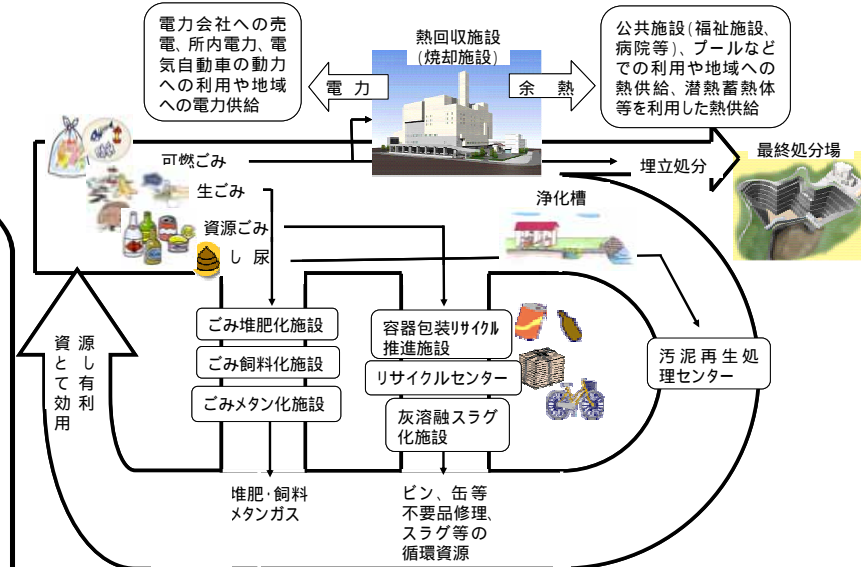 電力会社への売
電、所内電力、電
気自動車の動力
への利用や地域
への電力供給
熱回収施設
(焼却施設)
公共施設(福祉施設、
病院等)、プールなど
での利用や地域への
熱供給、潜熱蓄熱体
等を利用した熱供給
電力
余熱
可燃ごみ
埋立処分
最終処分場
生ごみ
浄化槽
資源ごみ
し尿
ごみ堆肥化施設
ごみ飼料化施設
ごみメタン化施設
容器包装リサイクル
推進施設
リサイクルセンター
灰溶融スラグ
化施設
汚泥再生処
理センター
資源と
して有
効利用
堆肥・飼料
メタンガス
ビン、缶等
不要品修理、
スラグ等の
循環資源